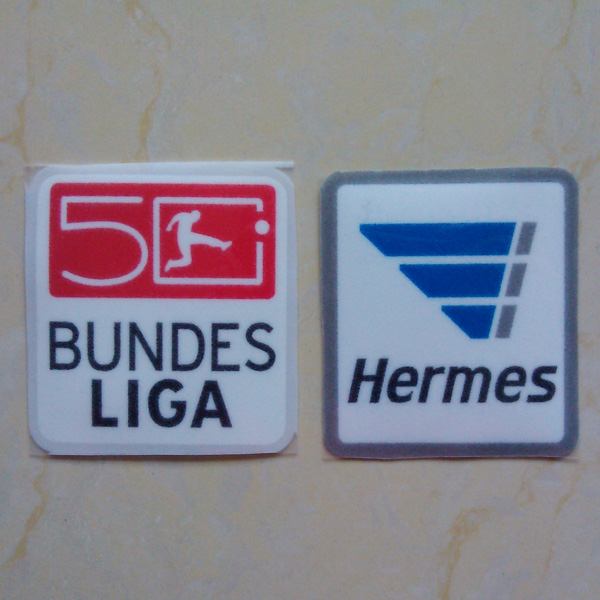 50
BUNDES
LIGA
Hermes